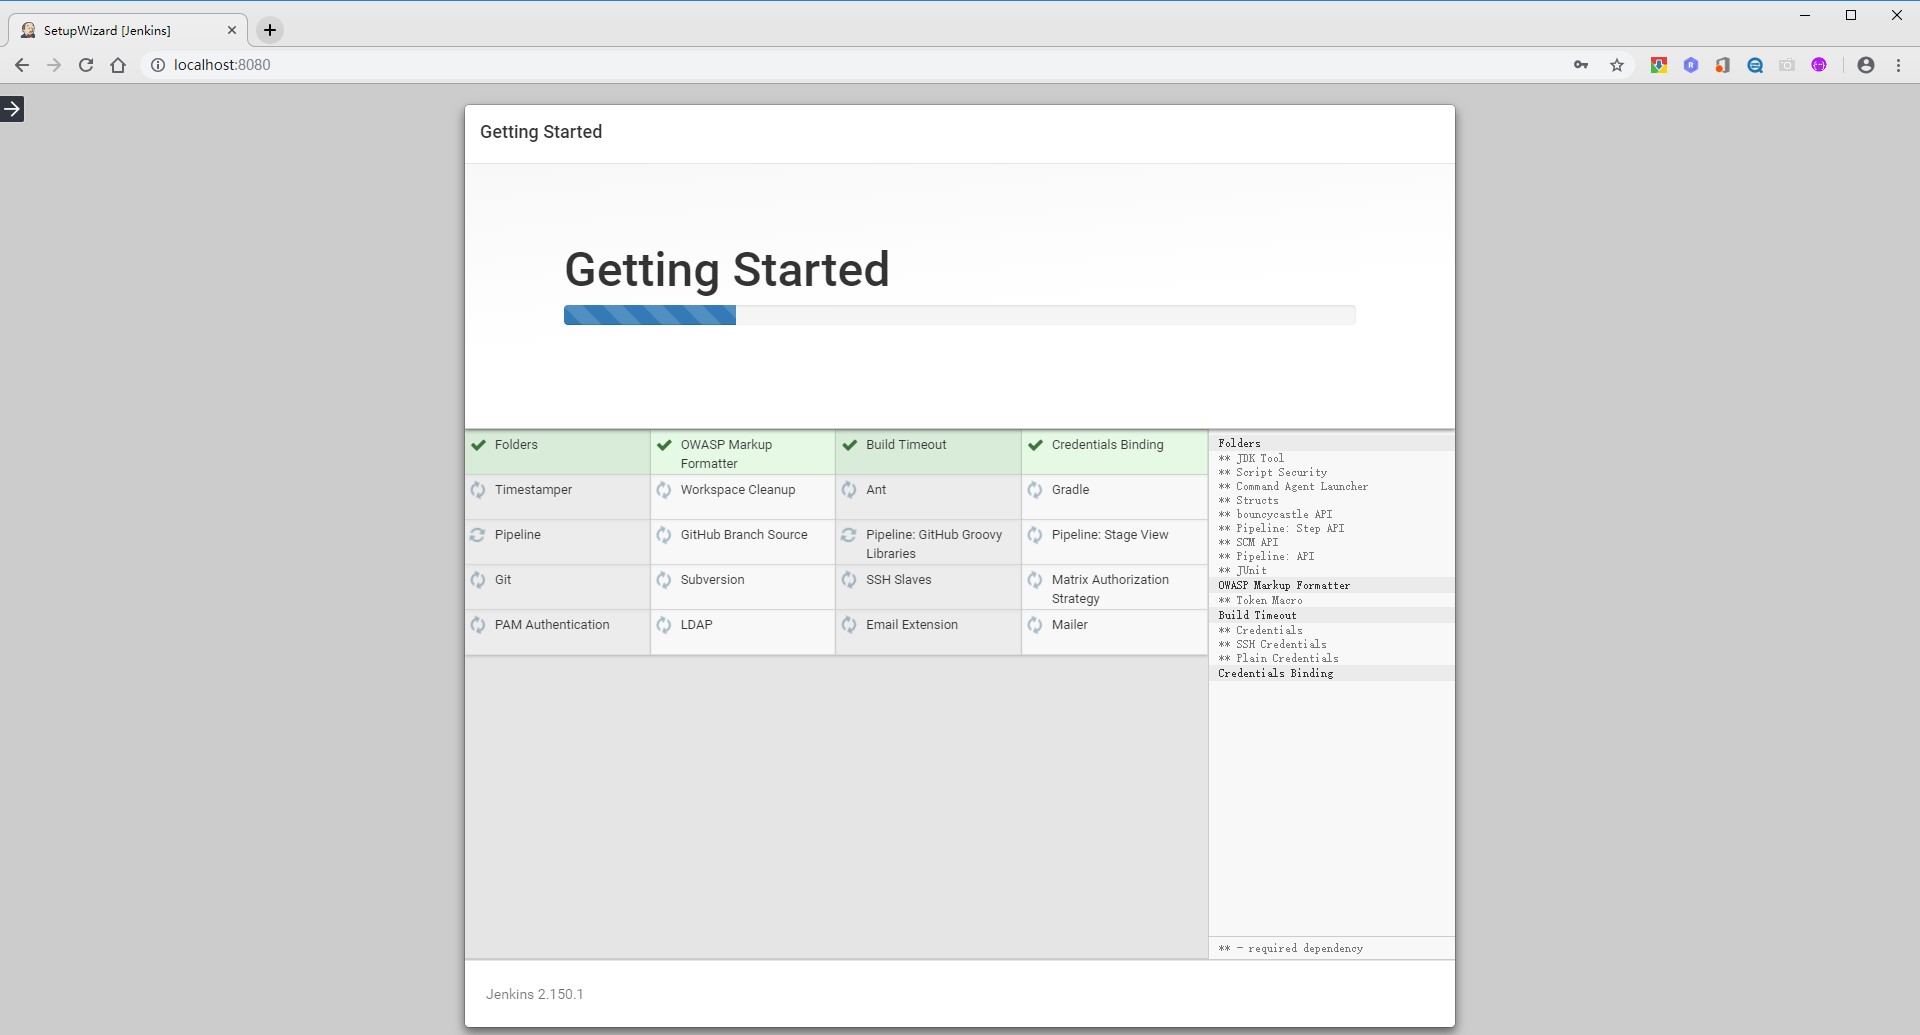 SetupWizard [Jenkins]
localhost:8080
Getting Started
Getting Started
Folders
OWASP Markup
Formatter
Build Timeout
Credentials Binding
Timestamper
Workspace Cleanup
Ant
Gradle
Pipeline
GitHub Branch Source
Pipeline: GitHub Groovy
Libraries
Pipeline: Stage View
Git
Subversion
SSH Slaves
Matrix Authorization
Strategy
PAM Authentication
LDAP
Email Extension
Mailer
Folders
** JDK Tool
** Script Security
** Command Agent Launcher
** Structs
** bouncycastle API
** Pipeline: Step API
** SCM API
** Pipeline: API
** JUnit
OWASP Markup Formatter
** Token Macro
Build Timeout
** Credentials
** SSH Credentials
** Plain Credentials
Credentials Binding
** - required dependency
Jenkins 2.150.1